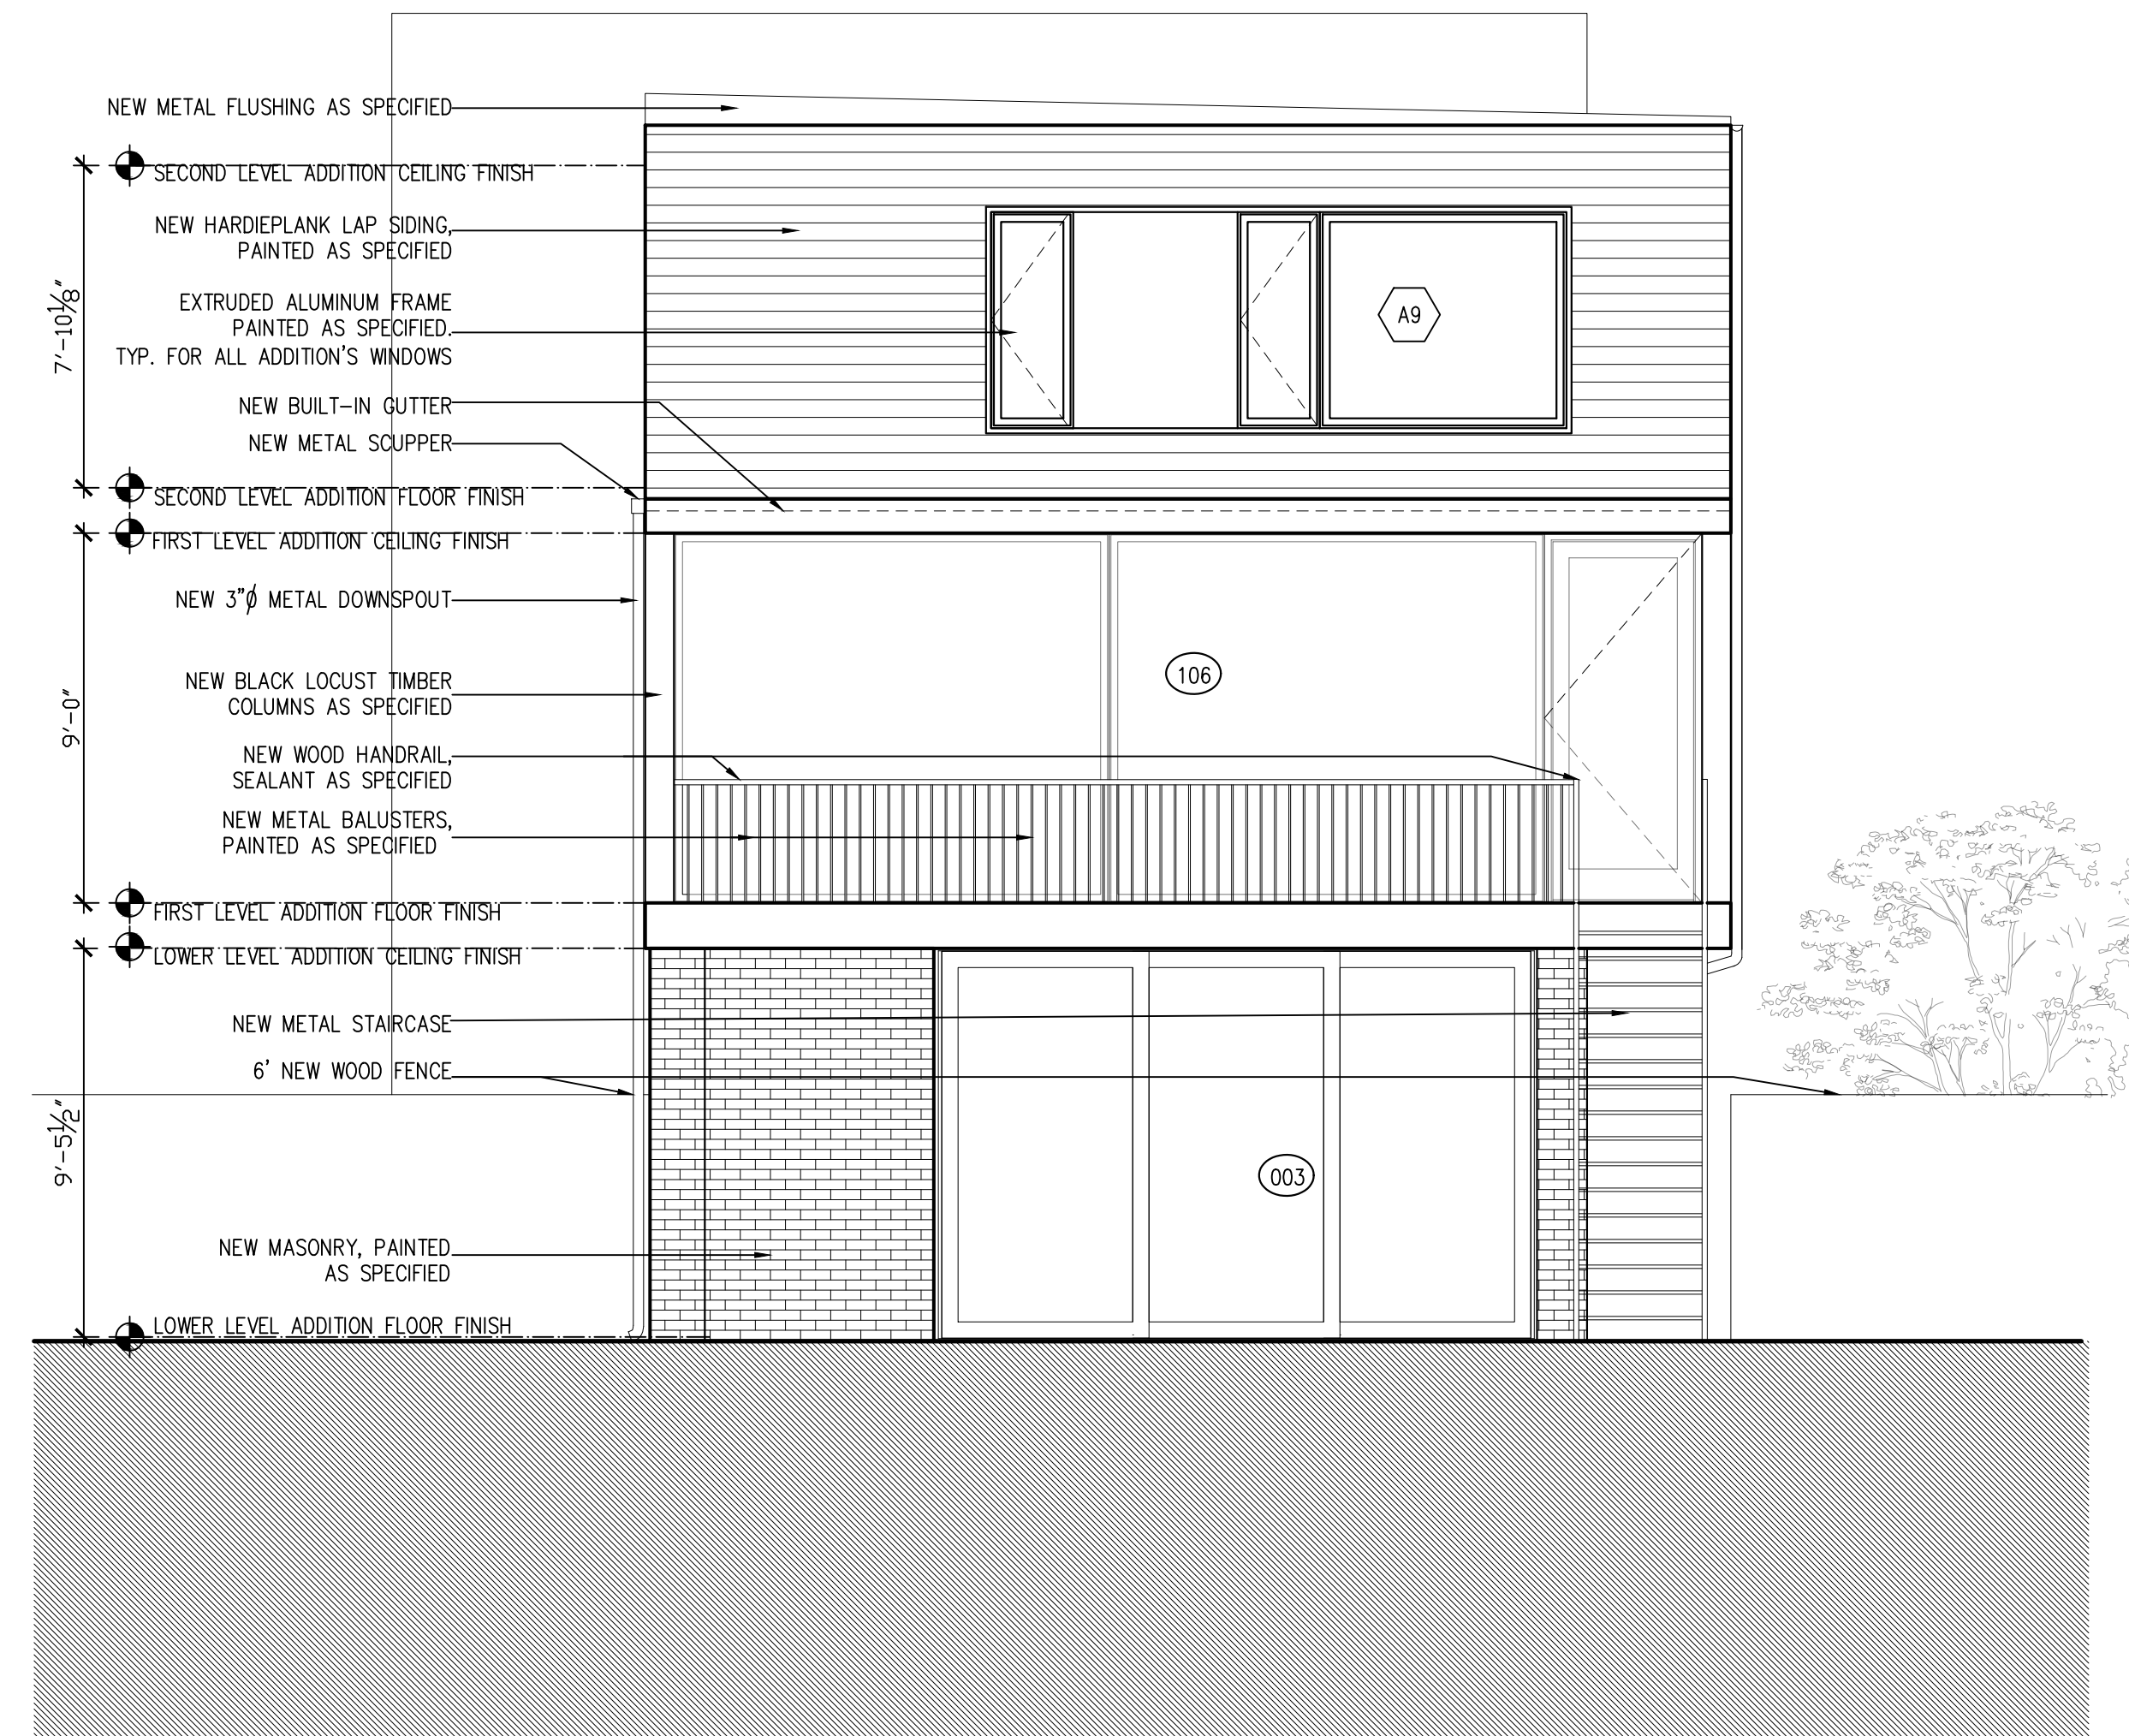 NEW METAL FLUSHING AS SPECIFIED
SECOND LEVEL ADDITION CEILING FINISH
NEW HARDIEPLANK LAP SIDING,
PAINTED AS SPECIFIED
7'-10 1/8"
EXTRUDED ALUMINUM FRAME
PAINTED AS SPECIFIED.
TYP. FOR ALL ADDITION'S WINDOWS
A9
NEW BUILT-IN GUTTER
NEW METAL SCUPPER
SECOND LEVEL ADDITION FLOOR FINISH
FIRST LEVEL ADDITION CEILING FINISH
NEW 3"Ø METAL DOWNSPOUT
NEW BLACK LOCUST TIMBER
COLUMNS AS SPECIFIED
106
9'-0"
NEW WOOD HANDRAIL,
SEALANT AS SPECIFIED
NEW METAL BALUSTERS,
PAINTED AS SPECIFIED
FIRST LEVEL ADDITION FLOOR FINISH
LOWER LEVEL ADDITION CEILING FINISH
NEW METAL STAIRCASE
6' NEW WOOD FENCE
9'-5 1/2"
003
NEW MASONRY, PAINTED
AS SPECIFIED
LOWER LEVEL ADDITION FLOOR FINISH